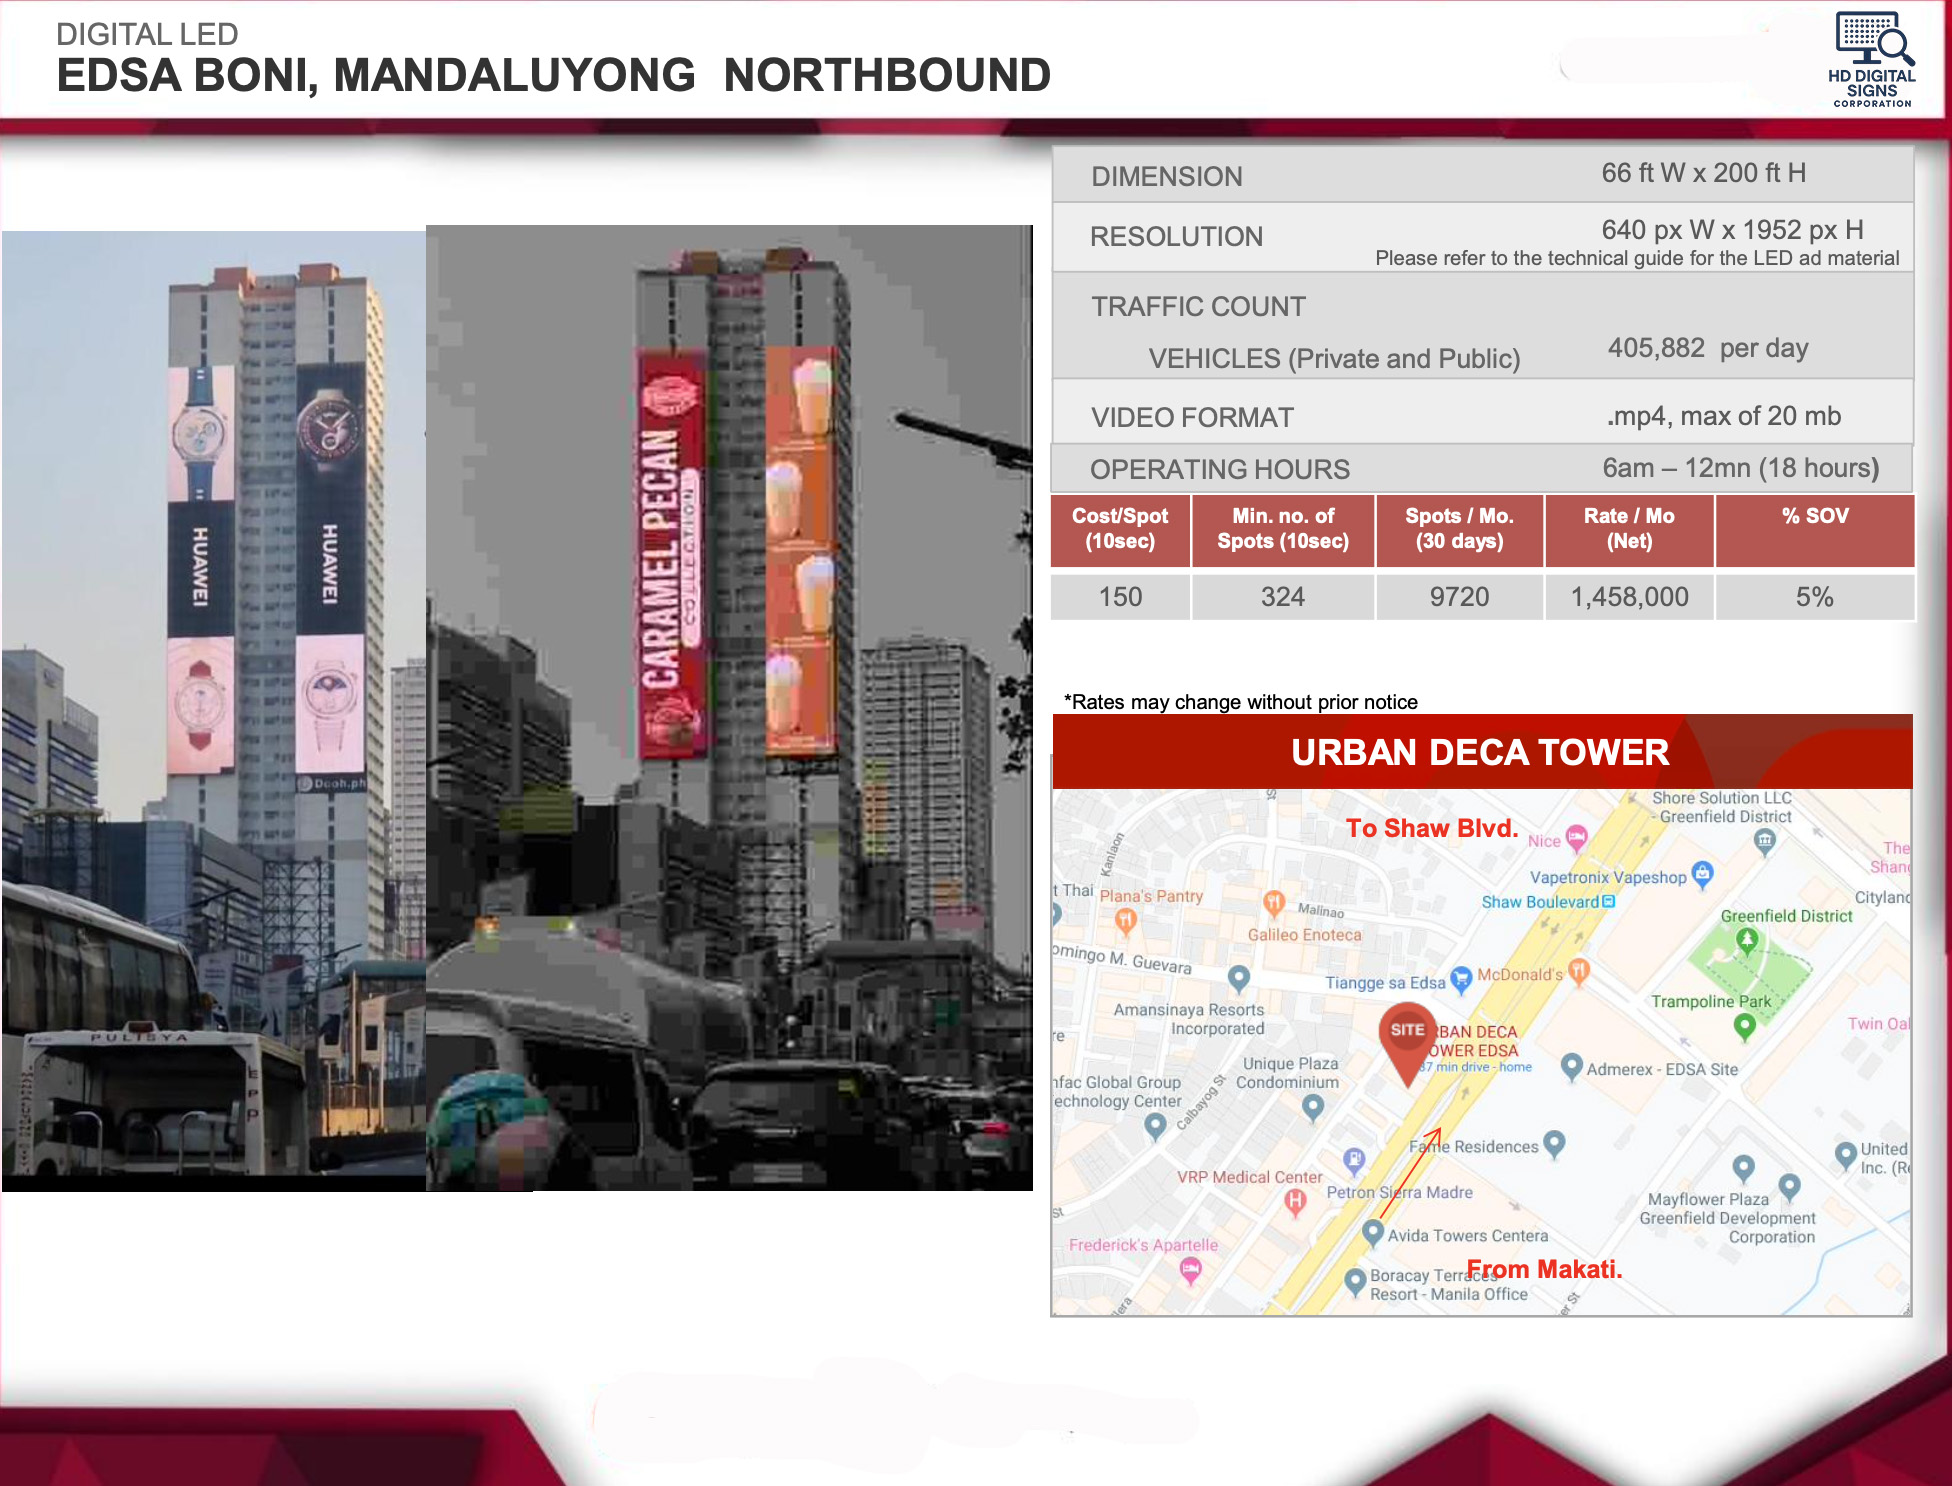 DIGITAL LED
EDSA BONI, MANDALUYONG NORTHBOUND
HD DIGITAL
SIGNS
CORPORATION
DIMENSION 66 ft W x 200 ft H
RESOLUTION 640 px W x 1952 px H
Please refer to the technical guide for the LED ad material
TRAFFIC COUNT
VEHICLES (Private and Public) 405,882 per day
VIDEO FORMAT .mp4, max of 20 mb
OPERATING HOURS 6am – 12mn (18 hours)
Cost/Spot (10sec) Min. no. of Spots (10sec) Spots / Mo. (30 days) Rate / Mo (Net) % SOV
150 324 9720 1,458,000 5%
*Rates may change without prior notice
HUAWEI
HUAWEI
Dooh.ph
PULISYA
CARAMEL PECAN
COLLECTION
URBAN DECA TOWER
To Shaw Blvd.
Shore Solution LLC
- Greenfield District
Nice
The
Shang
Kanlaon
St
Vapetronix Vapeshop
t Thai
Plana's Pantry
Shaw Boulevard
Cityland
Malinao
Greenfield District
Galileo Enoteca
omingo M. Guevara
Tiangge sa Edsa
McDonald's
Trampoline Park
Amansinaya Resorts
Incorporated
Twin Oa
SITE
RBAN DECA
OWER EDSA
37 min drive - home
re
Unique Plaza
Condominium
Admerex - EDSA Site
nfac Global Group
echnology Center
Calbayog St
Fame Residences
United
Inc. (Re
VRP Medical Center
Petron Sierra Madre
Mayflower Plaza
Greenfield Development
Corporation
St
Avida Towers Centera
Frederick's Apartelle
From Makati.
Boracay Terraces
Resort - Manila Office
er St